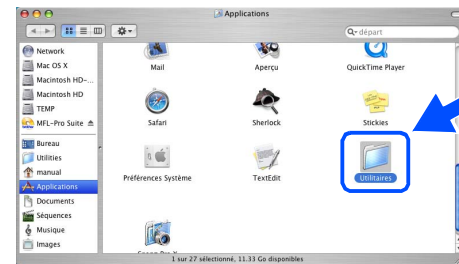 Applications
départ
Network
Mac OS X
Macintosh HD-...
Macintosh HD
TEMP
MFL-Pro Suite
Bureau
Utilities
manual
Applications
Documents
Séquences
Musique
Images
Mail
Aperçu
QuickTime Player
Safari
Sherlock
Stickies
Préférences Système
TextEdit
Utilitaires
1 sur 27 sélectionné, 11.33 Go disponibles